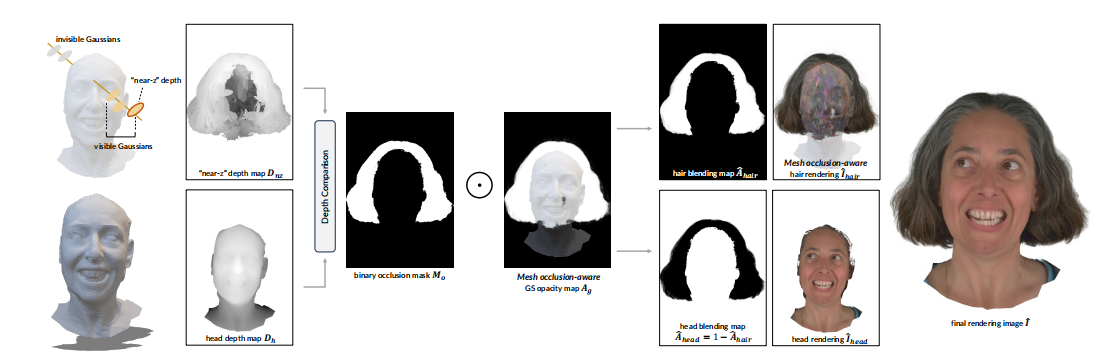 invisible Gaussians
"near-z" depth
visible Gaussians
"near-z" depth map D_nz
head depth map D_h
Depth Comparison
binary occlusion mask M_o
Mesh occlusion-aware
GS opacity map A_g
hair blending map Â_hair
Mesh occlusion-aware
hair rendering Î_hair
head blending map
Â_head = 1 − Â_hair
head rendering Î_head
final rendering image Î